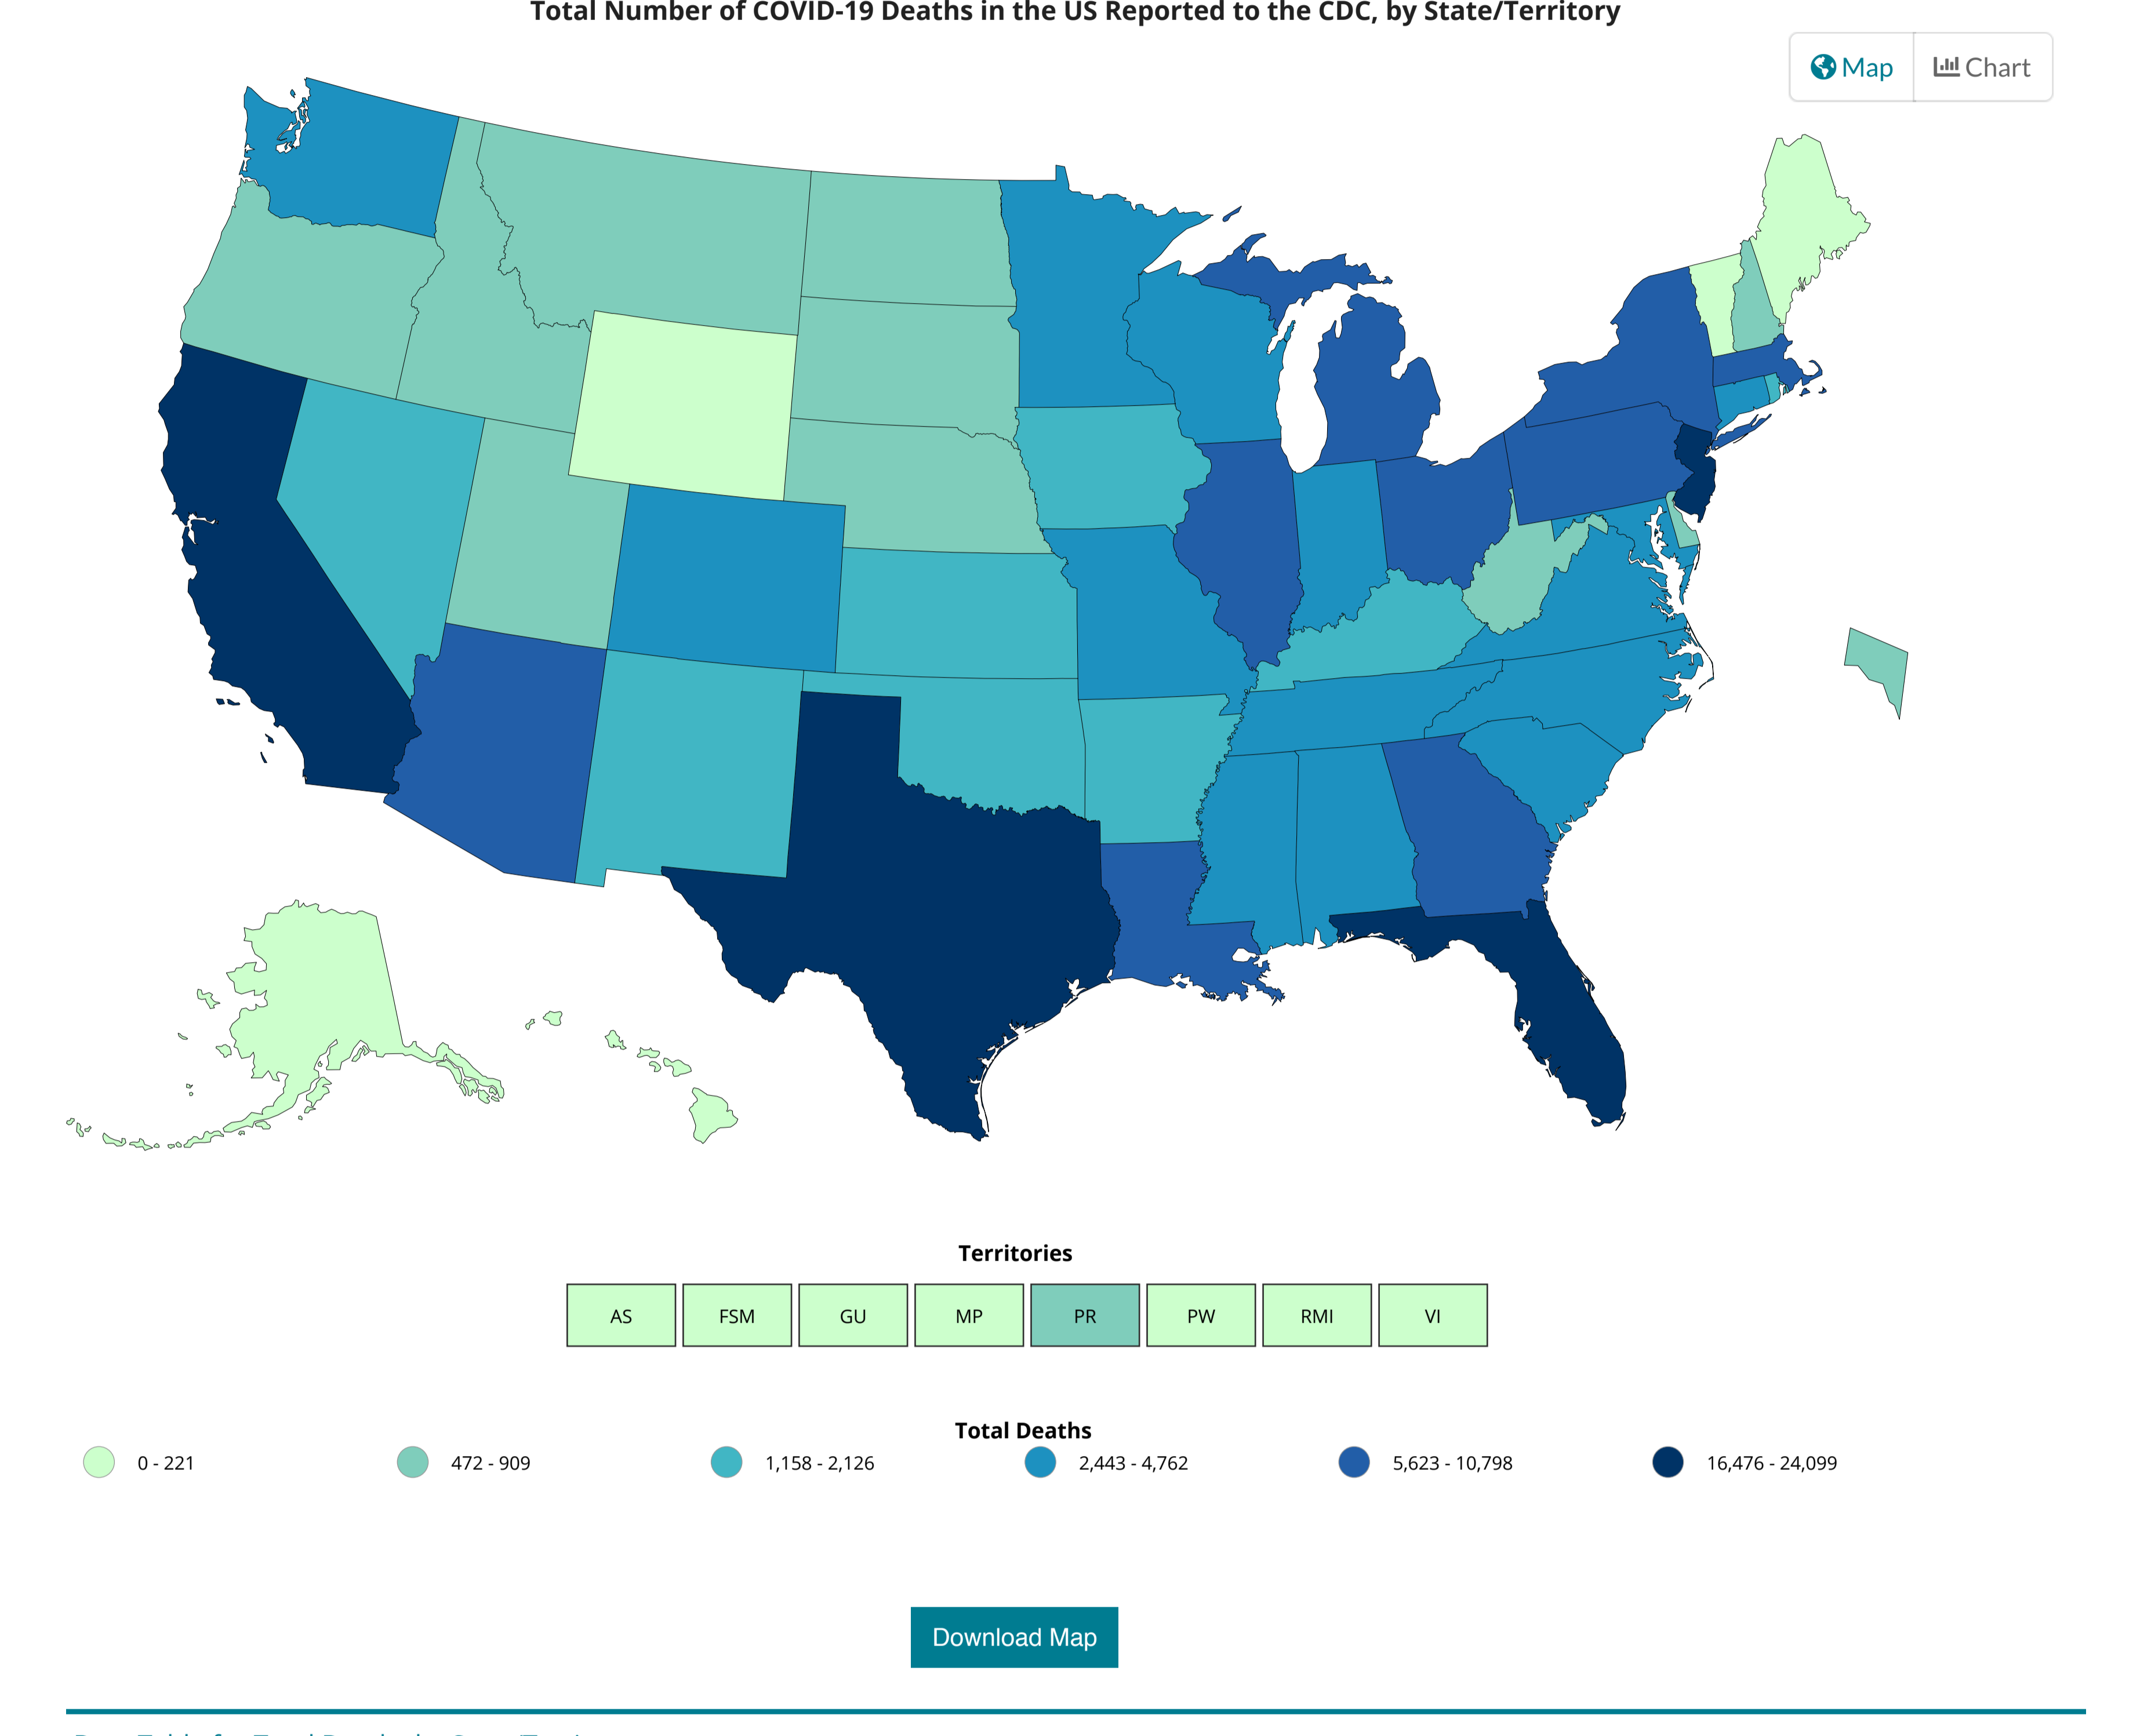 Total Number of COVID-19 Deaths in the US Reported to the CDC, by State/Territory
Map Chart
Territories
AS FSM GU MP PR PW RMI VI
Total Deaths
0 - 221 472 - 909 1,158 - 2,126 2,443 - 4,762 5,623 - 10,798 16,476 - 24,099
Download Map